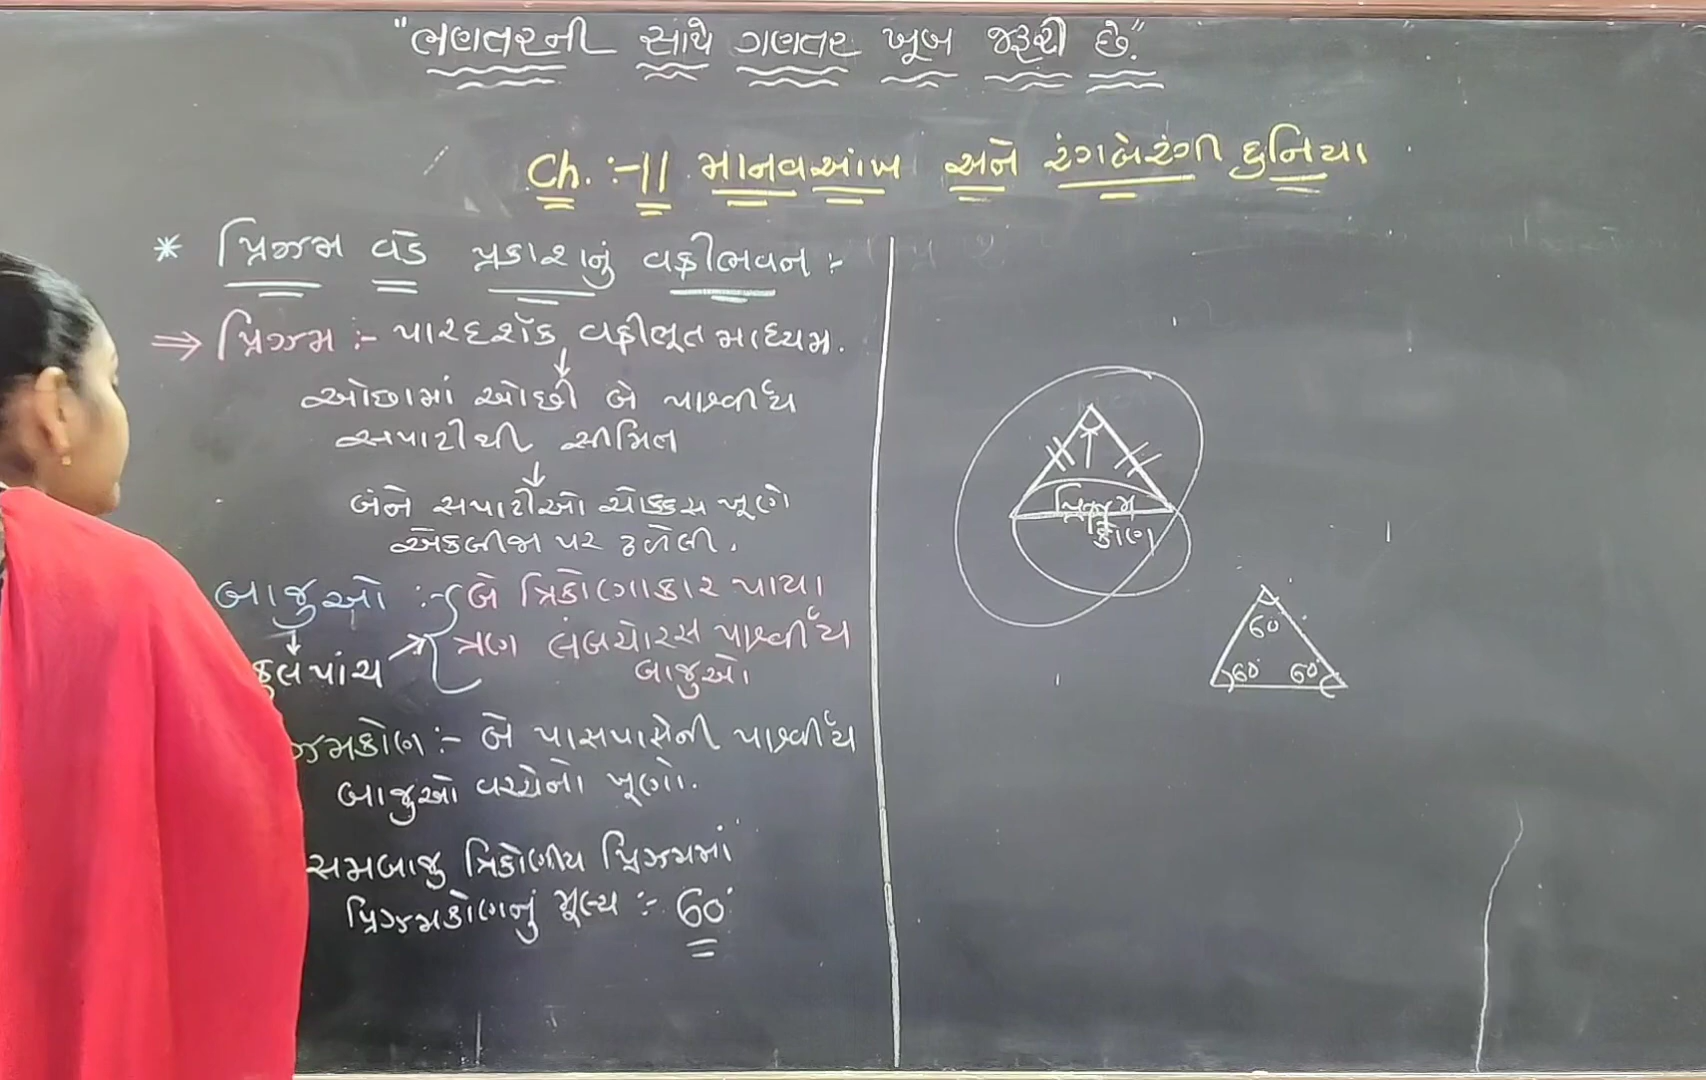 "ભણતરની સાથે ગણતર ખૂબ જરૂરી છે."
Ch. :- 11 માનવઆંખ અને રંગબેરંગી દુનિયા
* પ્રિઝમ વડે પ્રકાશનું વક્રીભવન :-
⇒ પ્રિઝમ :- પારદર્શક વક્રીભૂત માધ્યમ.
↓
ઓછામાં ઓછી બે પાર્શ્વીય
સપાટીથી સીમિત
↓
બંને સપાટીઓ ચોક્કસ ખૂણે
એકબીજા પર ઢળેલી.
બાજુઓ :- બે ત્રિકોણાકાર પાયા
ત્રણ લંબચોરસ પાર્શ્વીય
બાજુઓ
↓
કુલ પાંચ
ઝમકોણ :- બે પાસપાસેની પાર્શ્વીય
બાજુઓ વચ્ચેનો ખૂણો.
સમબાજુ ત્રિકોણીય પ્રિઝમમાં
પ્રિઝમકોણનું મૂલ્ય :- 60°
પ્રિઝમ
કોણ
60°
60° 60°